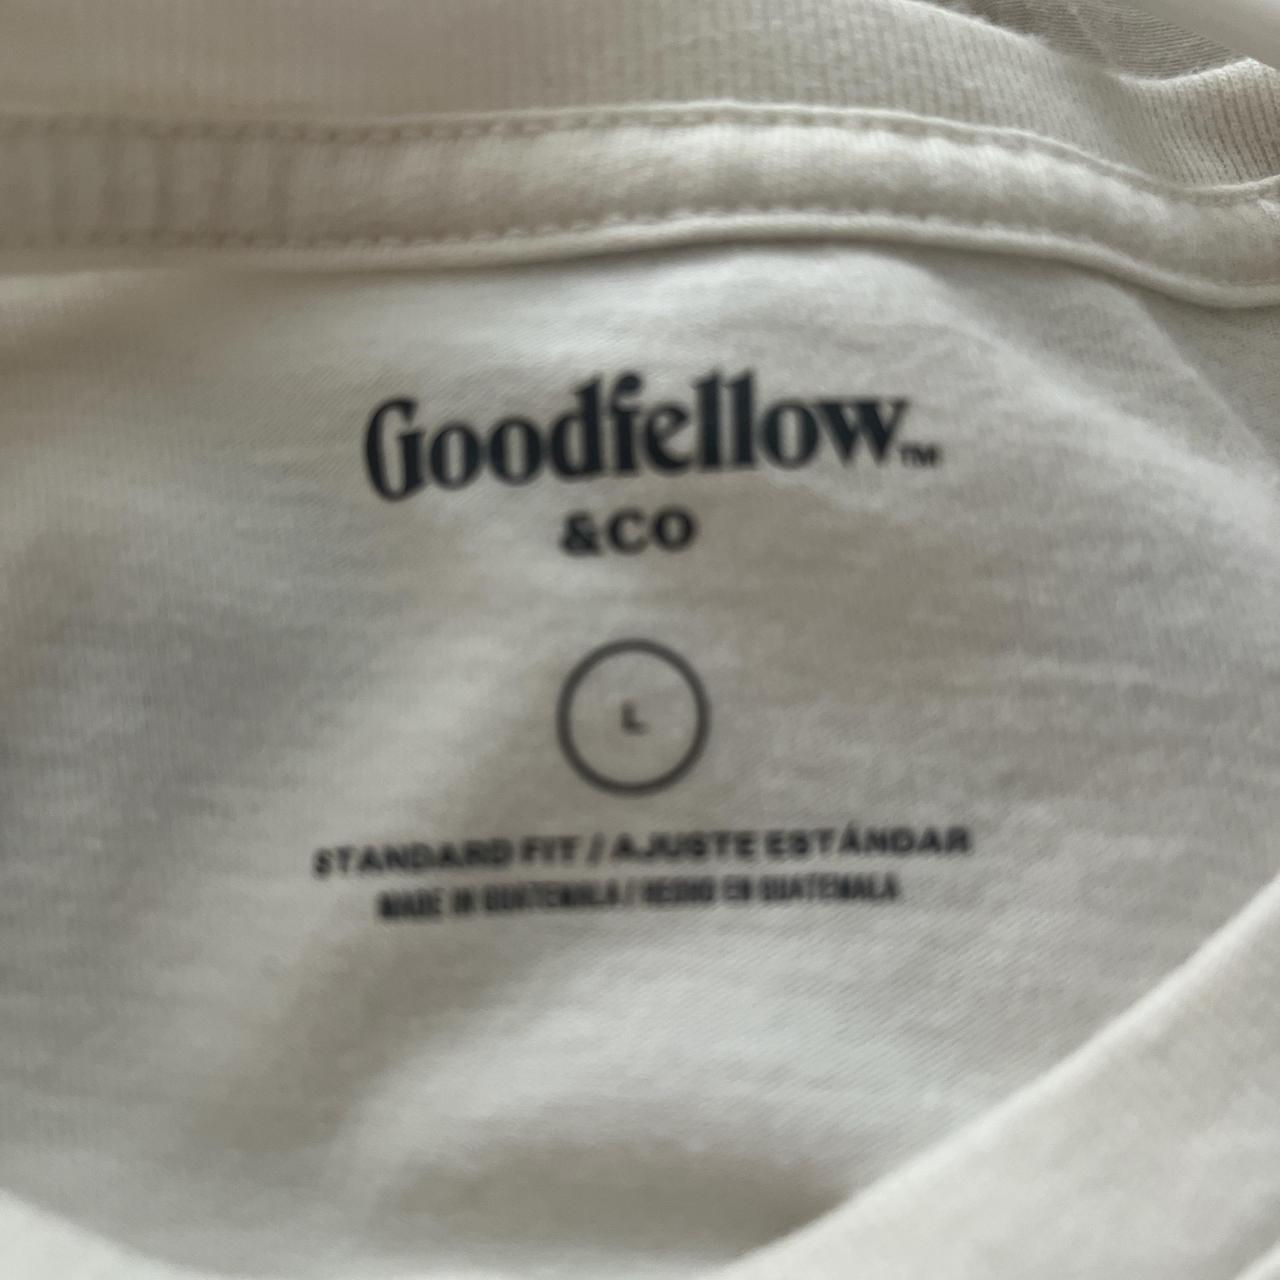 Goodfellow™
&CO
L
STANDARD FIT / AJUSTE ESTÁNDAR
MADE IN GUATEMALA / HECHO EN GUATEMALA